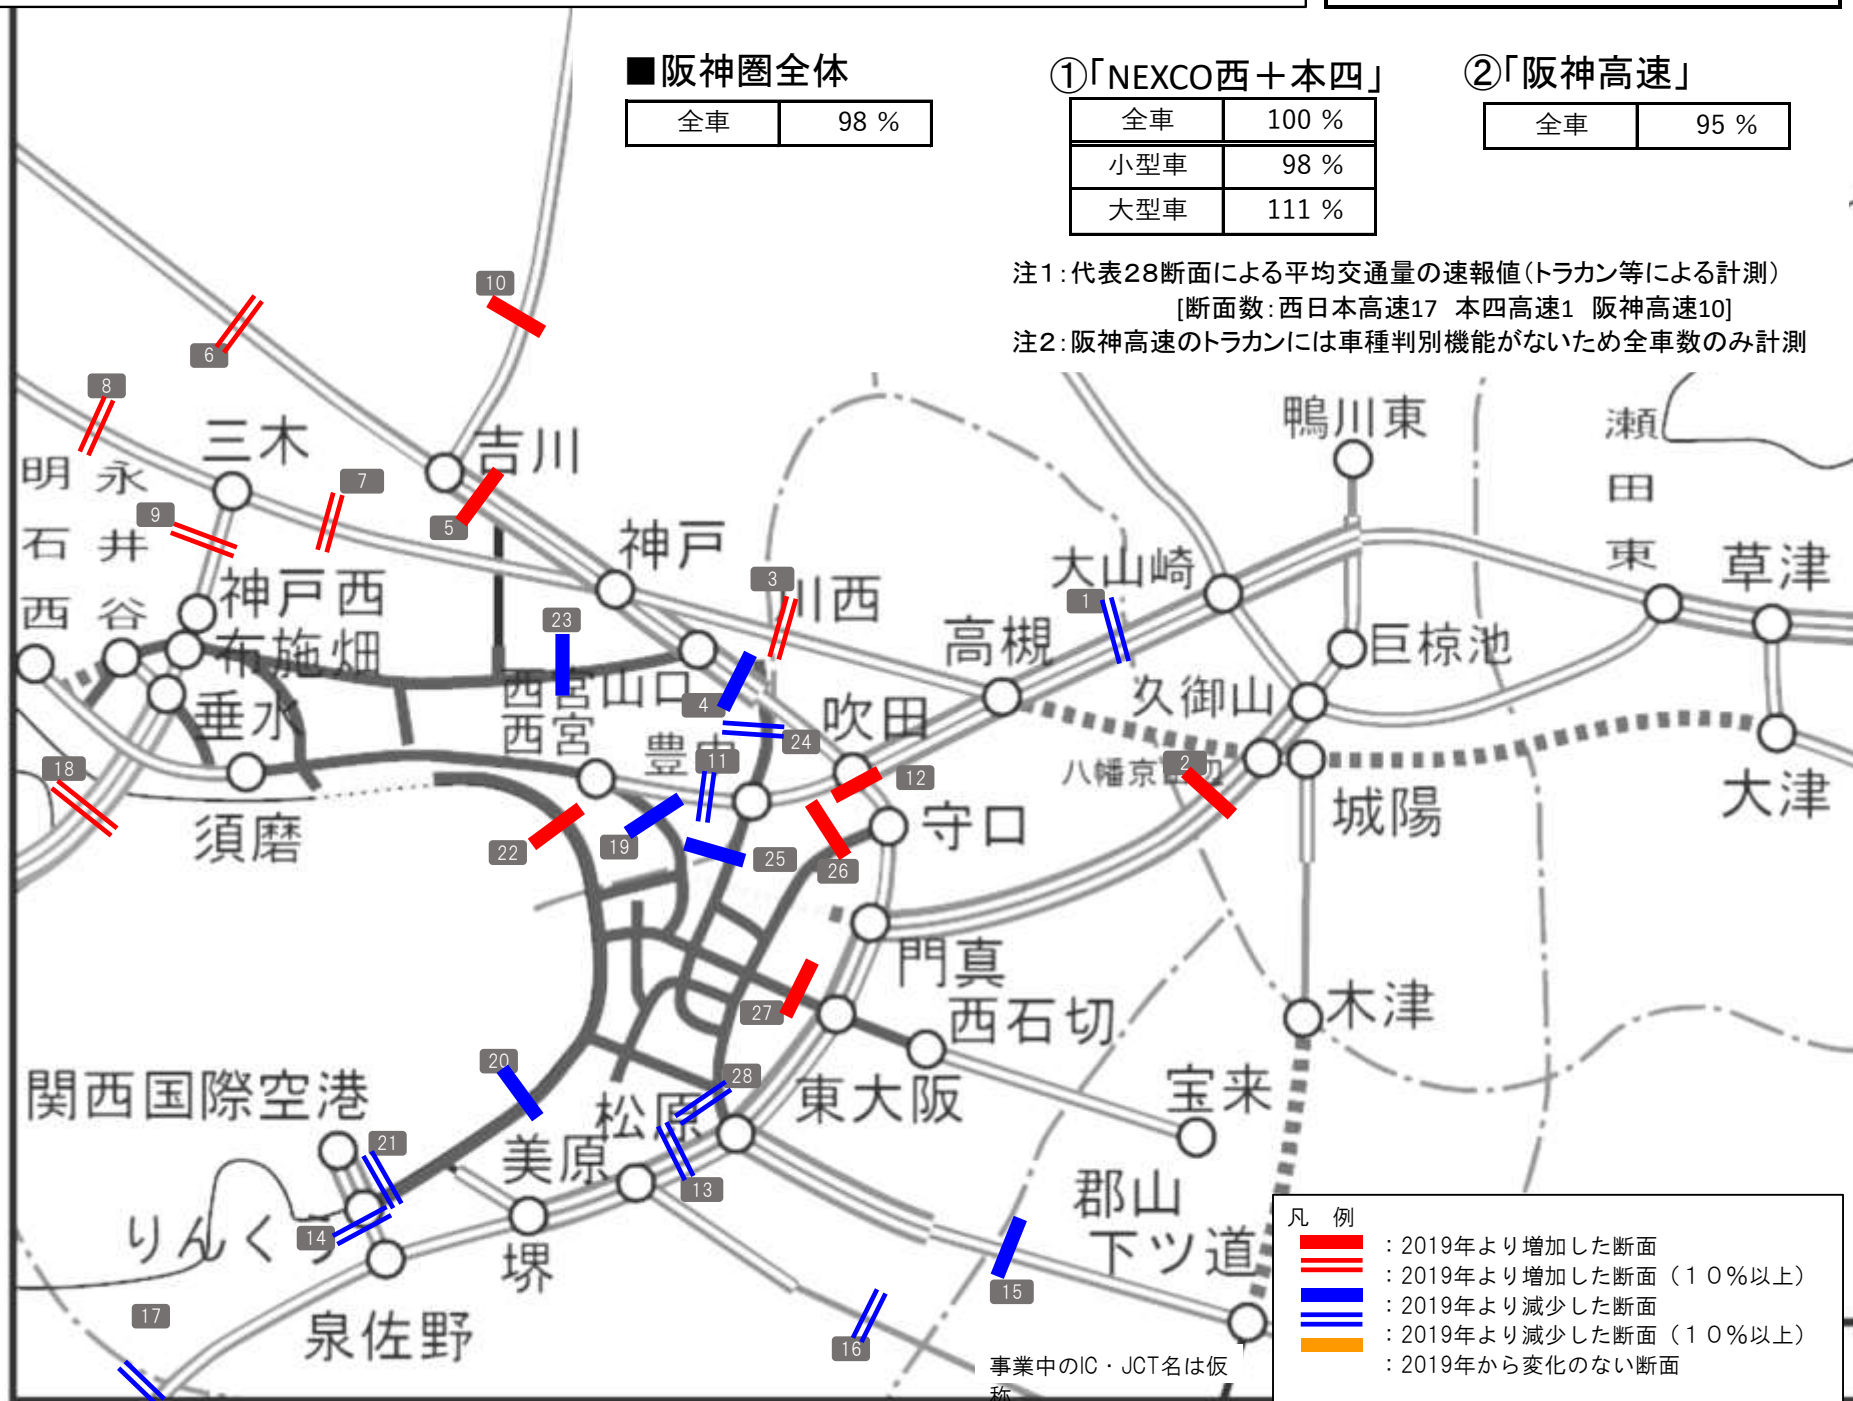 ■阪神圏全体
全車 98 %
①「NEXCO西＋本四」
全車 100 %
小型車 98 %
大型車 111 %
②「阪神高速」
全車 95 %
注1：代表28断面による平均交通量の速報値（トラカン等による計測）
[断面数：西日本高速17 本四高速1 阪神高速10]
注2：阪神高速のトラカンには車種判別機能がないため全車数のみ計測
10
6
8
三木
吉川
鴨川東
瀬田東
明石西
永井谷
7
9
5
神戸
大山崎
草津
神戸西
3
川西
1
布施畑
23
高槻
巨椋池
西宮山口
4
久御山
垂水
西宮
吹田
24
豊中
11
18
12
八幡京田辺
2
大津
須磨
城陽
22
19
25
守口
26
門真
27
西石切
木津
20
28
関西国際空港
松原
東大阪
宝来
21
美原
13
郡山下ツ道
りんくう
14
堺
15
17
泉佐野
16
事業中のIC・JCT名は仮
称
凡 例
：2019年より増加した断面
：2019年より増加した断面（１０％以上）
：2019年より減少した断面
：2019年より減少した断面（１０％以上）
：2019年から変化のない断面